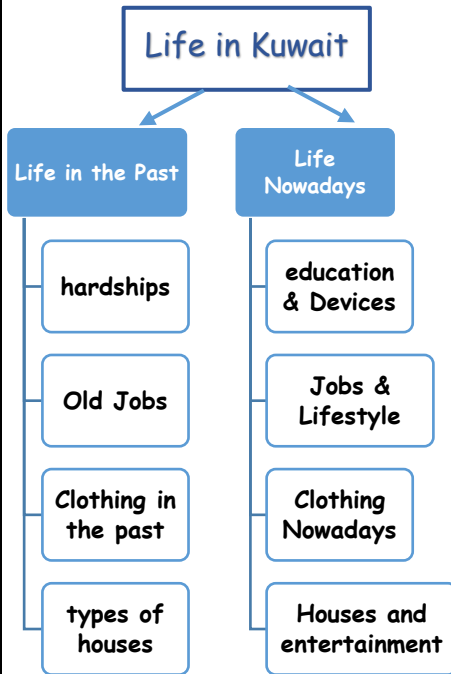 Life in Kuwait
Life in the Past
hardships
Old Jobs
Clothing in
the past
types of
houses
Life
Nowadays
education
& Devices
Jobs &
Lifestyle
Clothing
Nowadays
Houses and
entertainment